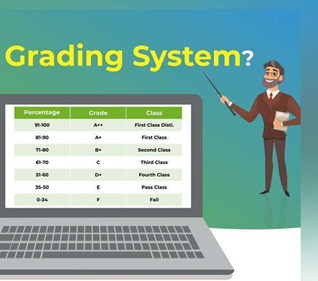 Grading System?
Percentage Grade Class
91-100 A++ First Class Disti.
81-90 A+ First Class
71-80 B+ Second Class
61-70 C Third Class
51-60 D+ Fourth Class
35-50 E Pass Class
0-34 F Fail